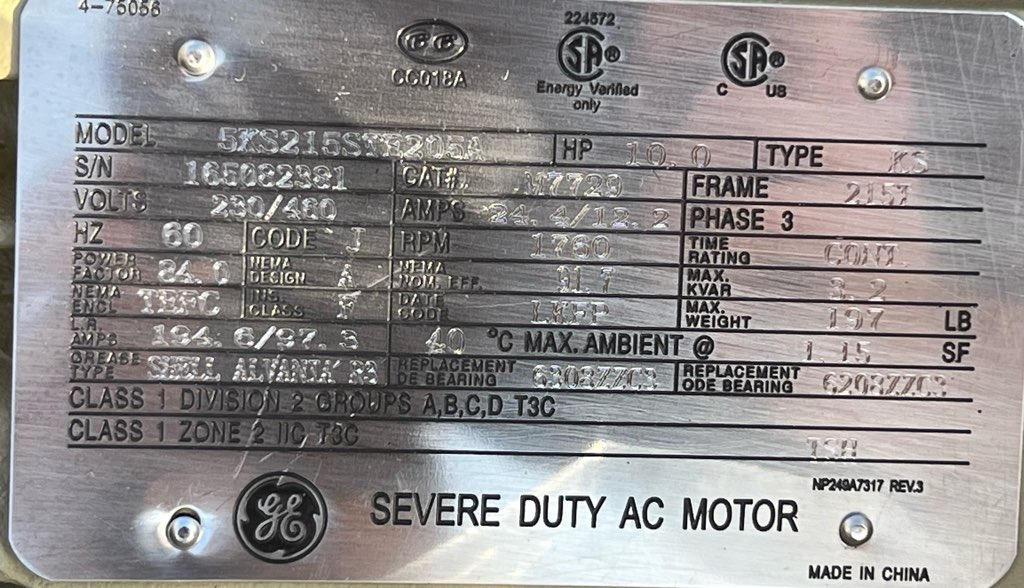 4-75056
CC018A
224572
SA®
Energy Verified
only
SA®
C US
MODEL HP 10.0 TYPE KS
S/N 165082381 CAT#. M7729 FRAME 215T
VOLTS 230/460 AMPS 24.4/12.2 PHASE 3
HZ 60 CODE J RPM 1760 TIME RATING CONT.
POWER FACTOR 84.0 NEMA DESIGN A NEMA NOM. EFF. 91.7 MAX. KVAR 3.2
NEMA ENCL TEFC INS. CLASS F DATE CODE MAX. WEIGHT 197 LB
L.R. AMPS 194.6/97.3 40 °C MAX. AMBIENT @ 1.15 SF
GREASE TYPE SHELL ALVANIA R3 REPLACEMENT DE BEARING 6308ZZC3 REPLACEMENT ODE BEARING 6208ZZC3
CLASS 1 DIVISION 2 GROUPS A,B,C,D T3C
CLASS 1 ZONE 2 IIC T3C
TSH
NP249A7317 REV.3
GE SEVERE DUTY AC MOTOR
MADE IN CHINA